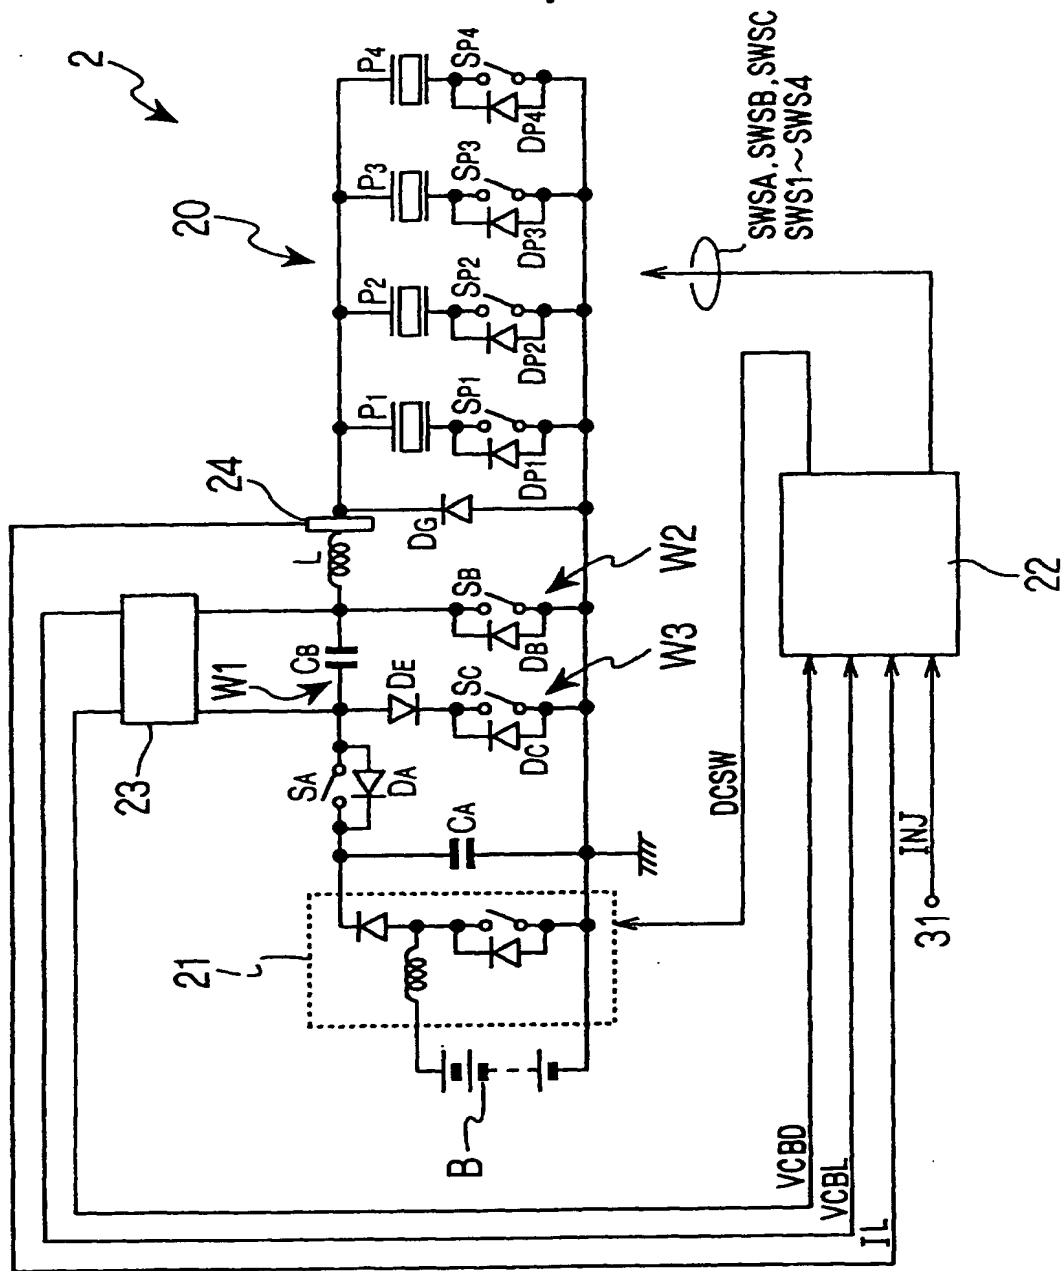 2
20
P1
P2
P3
P4
SP1
SP2
SP3
SP4
DP1
DP2
DP3
DP4
24
L
DG
23
W1
CB
SB
DB
W2
DE
SC
DC
W3
SA
DA
CA
21
B
DCSW
SWSA, SWSB, SWSC
SWS1~SWS4
22
VCBD
VCBL
IL
INJ
31